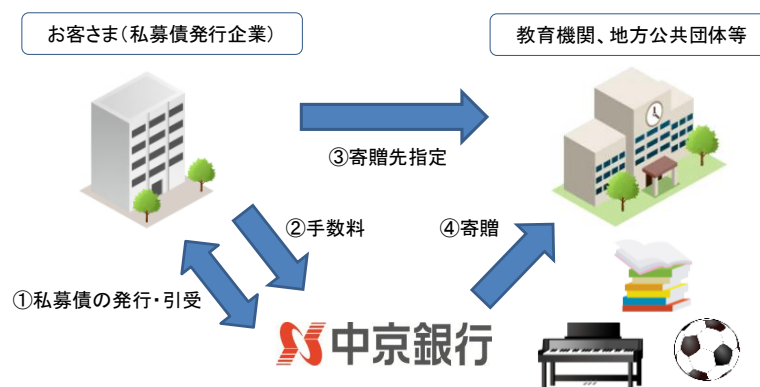 お客さま(私募債発行企業)
教育機関、地方公共団体等
③寄贈先指定
②手数料
④寄贈
①私募債の発行・引受
中京銀行